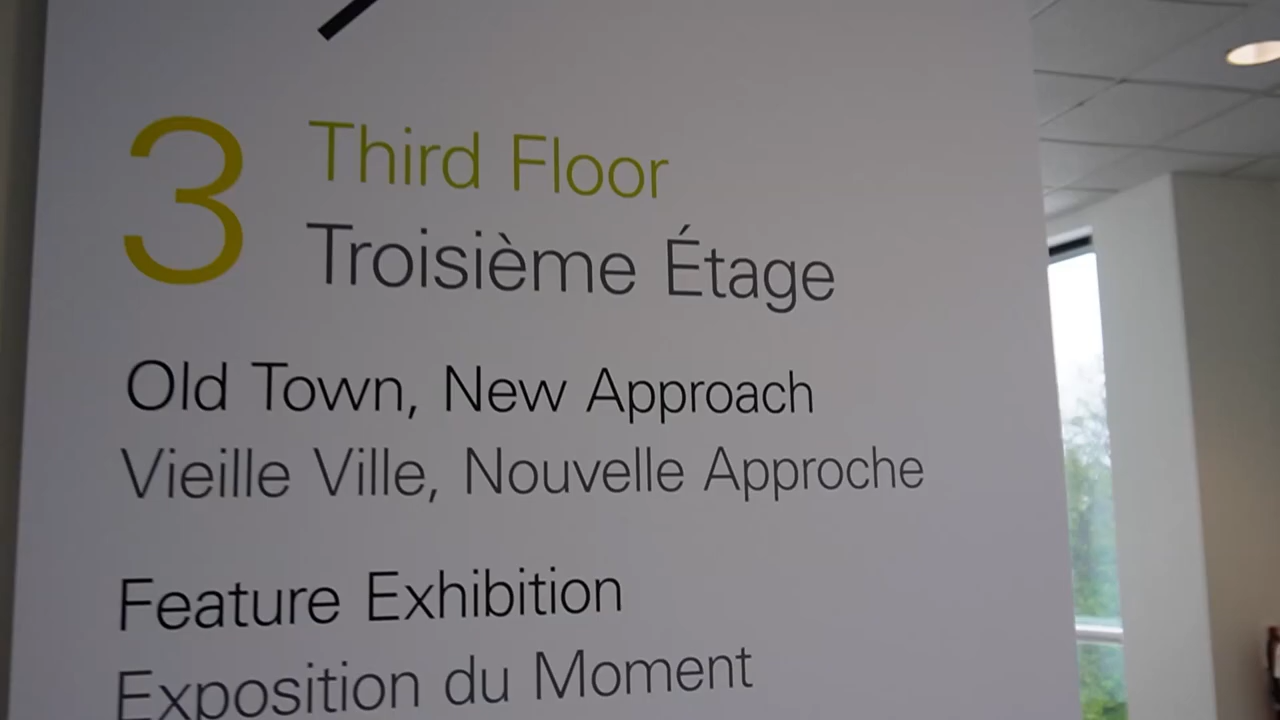 3 Third Floor
Troisième Étage
Old Town, New Approach
Vieille Ville, Nouvelle Approche
Feature Exhibition
Exposition du Moment